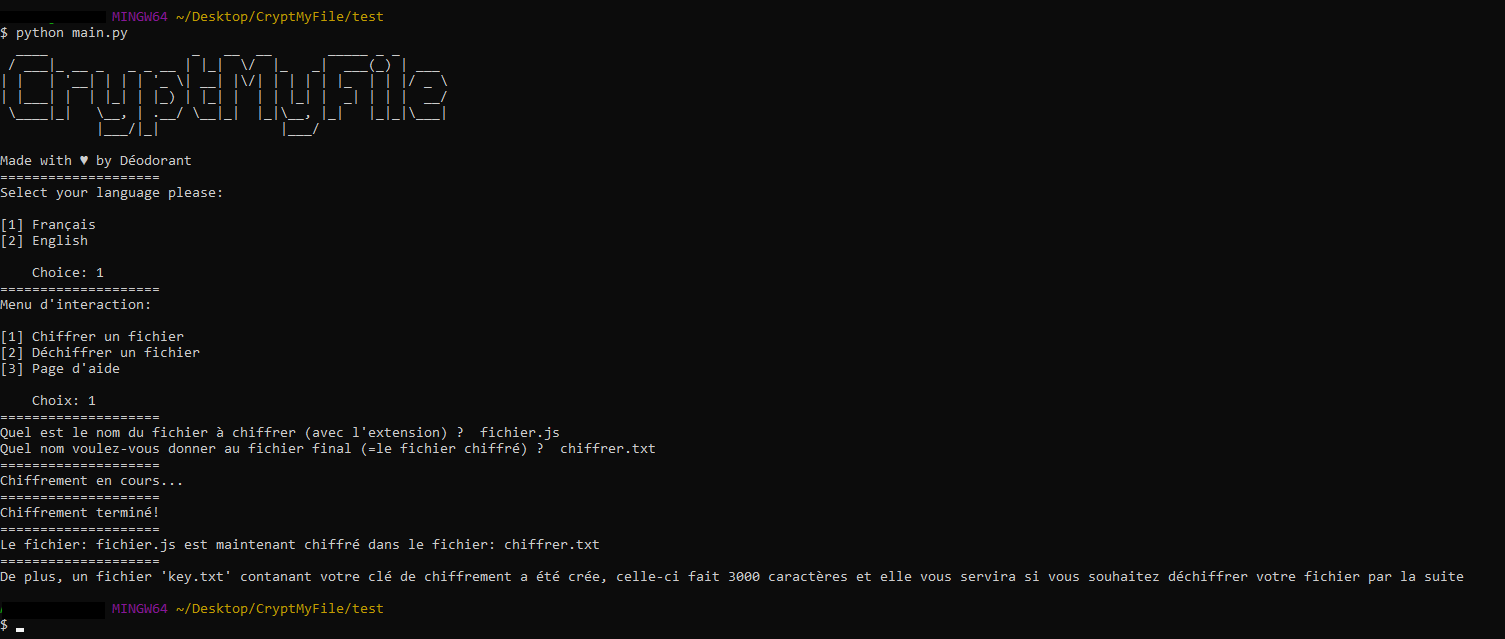 MINGW64 ~/Desktop/CryptMyFile/test
$ python main.py
CryptMyFile
Made with ♥ by Déodorant
====================
Select your language please:
[1] Français
[2] English
Choice: 1
====================
Menu d'interaction:
[1] Chiffrer un fichier
[2] Déchiffrer un fichier
[3] Page d'aide
Choix: 1
====================
Quel est le nom du fichier à chiffrer (avec l'extension) ?  fichier.js
Quel nom voulez-vous donner au fichier final (=le fichier chiffré) ?  chiffrer.txt
====================
Chiffrement en cours...
====================
Chiffrement terminé!
====================
Le fichier: fichier.js est maintenant chiffré dans le fichier: chiffrer.txt
====================
De plus, un fichier 'key.txt' contanant votre clé de chiffrement a été crée, celle-ci fait 3000 caractères et elle vous servira si vous souhaitez déchiffrer votre fichier par la suite
MINGW64 ~/Desktop/CryptMyFile/test
$